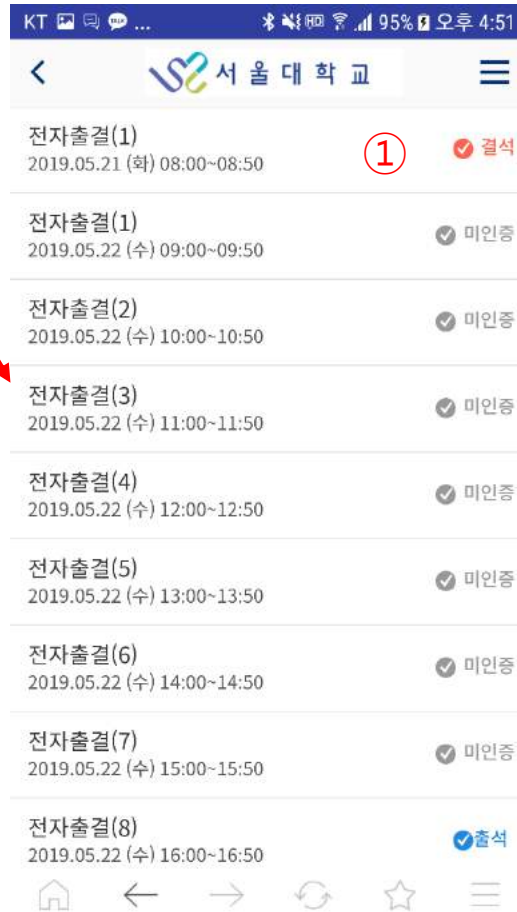 KT ... 95% 오후 4:51
서울대학교
전자출결(1)
2019.05.21 (화) 08:00~08:50
① 결석
전자출결(1)
2019.05.22 (수) 09:00~09:50
미인증
전자출결(2)
2019.05.22 (수) 10:00~10:50
미인증
전자출결(3)
2019.05.22 (수) 11:00~11:50
미인증
전자출결(4)
2019.05.22 (수) 12:00~12:50
미인증
전자출결(5)
2019.05.22 (수) 13:00~13:50
미인증
전자출결(6)
2019.05.22 (수) 14:00~14:50
미인증
전자출결(7)
2019.05.22 (수) 15:00~15:50
미인증
전자출결(8)
2019.05.22 (수) 16:00~16:50
출석